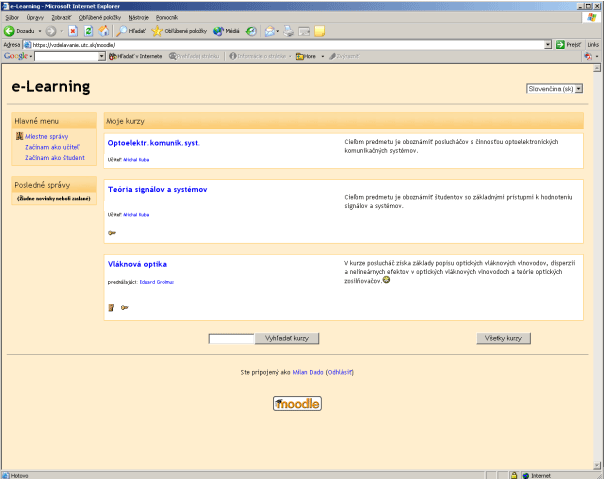 e-Learning - Microsoft Internet Explorer
Súbor Úpravy Zobraziť Obľúbené položky Nástroje Pomocník
Dozadu Hľadať Obľúbené položky Médiá
Adresa https://vzdelavanie.utc.sk/moodle/ Prejsť Links
Google Hľadať v Internete Prehľadať stránku Informácie o stránke Hore Zvýrazniť
e-Learning
Slovenčina (sk)
Hlavné menu
Miestne správy
Začínam ako učiteľ
Začínam ako študent
Posledné správy
(Žiadne novinky neboli zaslané)
Moje kurzy
Optoelektr.komunik.syst.
Učiteľ: Michal Kuba
Cieľom predmetu je oboznámiť poslucháčov s činnosťou optoelektronických
komunikačných systémov.
Teória signálov a systémov
Učiteľ: Michal Kuba
Cieľom predmetu je oboznámiť študentov so základnými prístupmi k hodnoteniu
signálov a systémov.
Vláknová optika
prednášajúci: Eduard Grolmus
V kurze poslucháč získa základy popisu optických vláknových vlnovodov, disperzií
a nelineárnych efektov v optických vláknových vlnovodoch a teórie optických
zosilňovačov.
Vyhľadať kurzy
Všetky kurzy
Ste pripojený ako Milan Dado (Odhlásiť)
moodle
Hotovo Internet